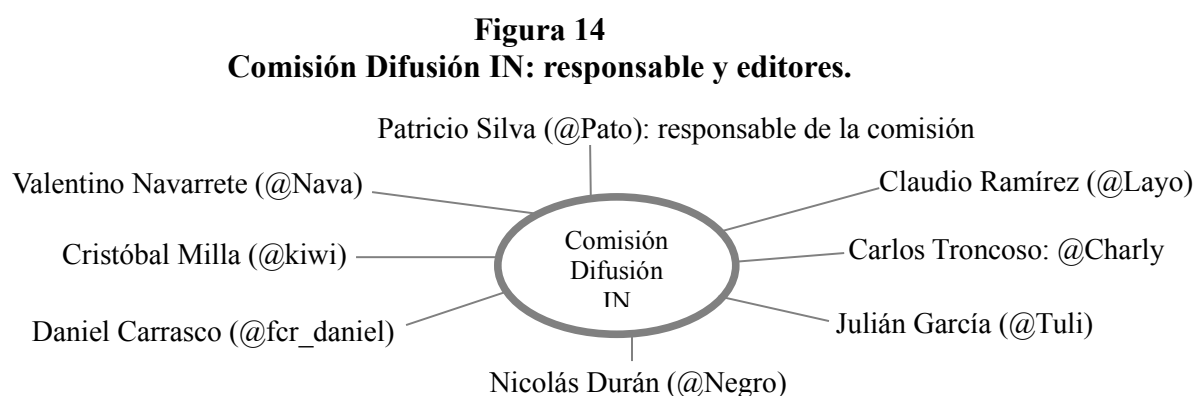 Figura 14
Comisión Difusión IN: responsable y editores.
Patricio Silva (@Pato): responsable de la comisión
Valentino Navarrete (@Nava)
Claudio Ramírez (@Layo)
Cristóbal Milla (@kiwi)
Comisión
Difusión
IN
Carlos Troncoso: @Charly
Daniel Carrasco (@fcr_daniel)
Julián García (@Tuli)
Nicolás Durán (@Negro)